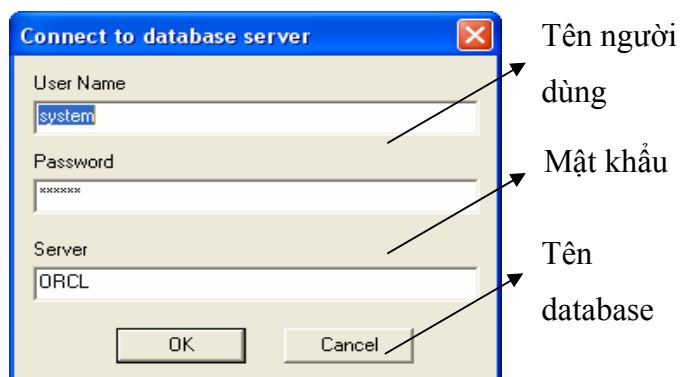 Connect to database server
User Name
system
Password
××××××
Server
ORCL
OK
Cancel
Tên người
dùng
Mật khẩu
Tên
database